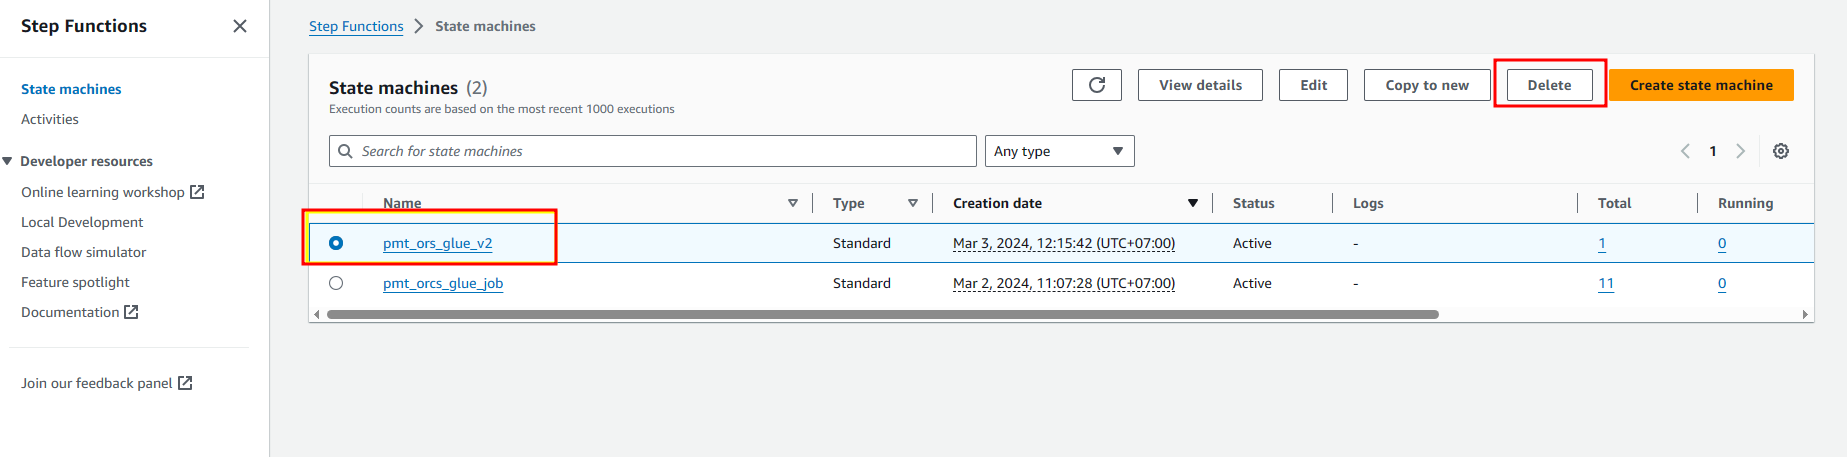 Step Functions
State machines
Activities
Developer resources
Online learning workshop
Local Development
Data flow simulator
Feature spotlight
Documentation
Join our feedback panel
Step Functions > State machines
State machines (2)
Execution counts are based on the most recent 1000 executions
View details Edit Copy to new Delete Create state machine
Search for state machines Any type 1
Name Type Creation date Status Logs Total Running
pmt_ors_glue_v2 Standard Mar 3, 2024, 12:15:42 (UTC+07:00) Active - 1 0
pmt_orcs_glue_job Standard Mar 2, 2024, 11:07:28 (UTC+07:00) Active - 11 0